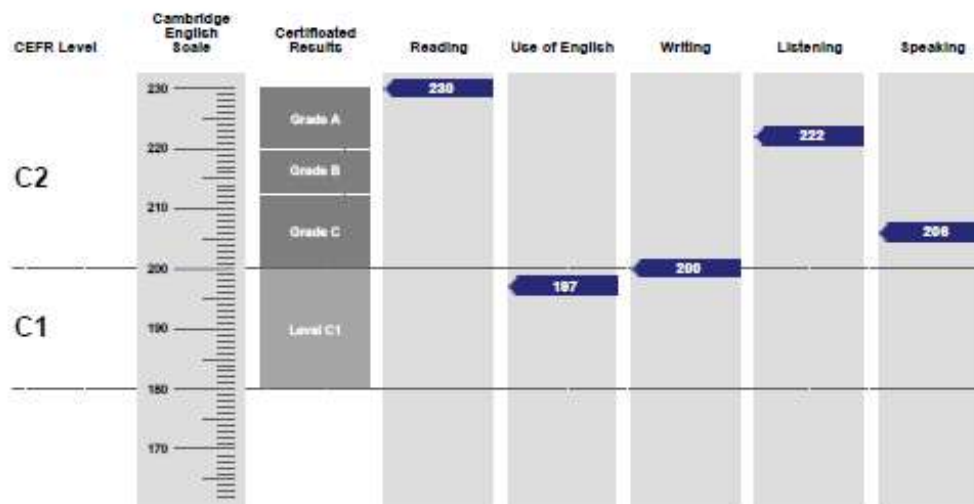 CEFR Level
Cambridge
English
Scale
Certificated
Results
Reading
Use of English
Writing
Listening
Speaking
230
220
210
200
190
180
170
C2
C1
Grade A
Grade B
Grade C
Level C1
230
197
200
222
206